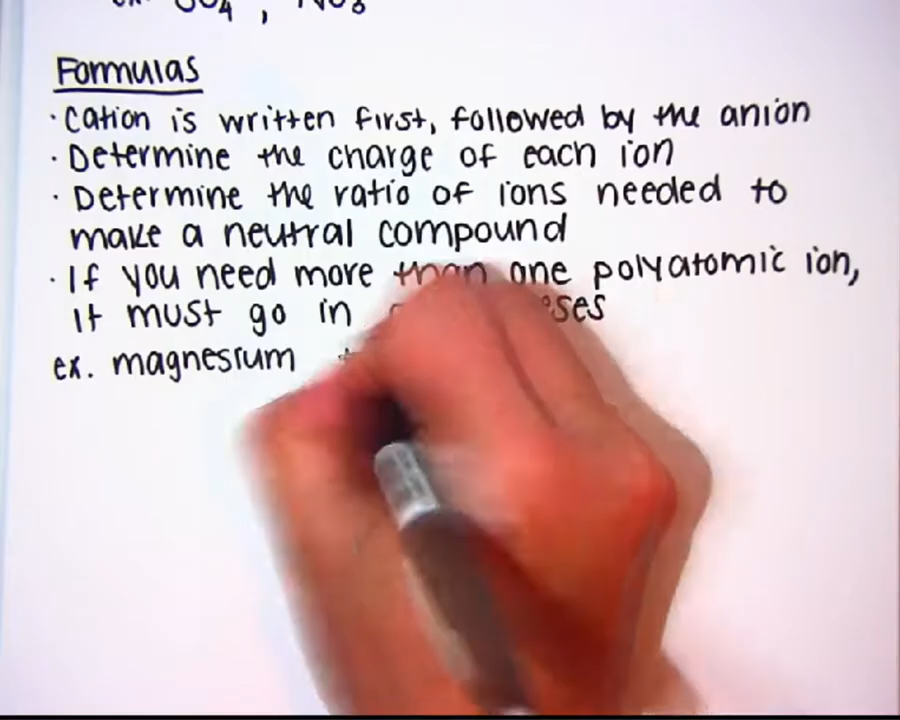 Formulas
· Cation is written first, followed by the anion
· Determine the charge of each ion
· Determine the ratio of ions needed to
make a neutral compound
· If you need more than one polyatomic ion,
it must go in
ex. magnesium